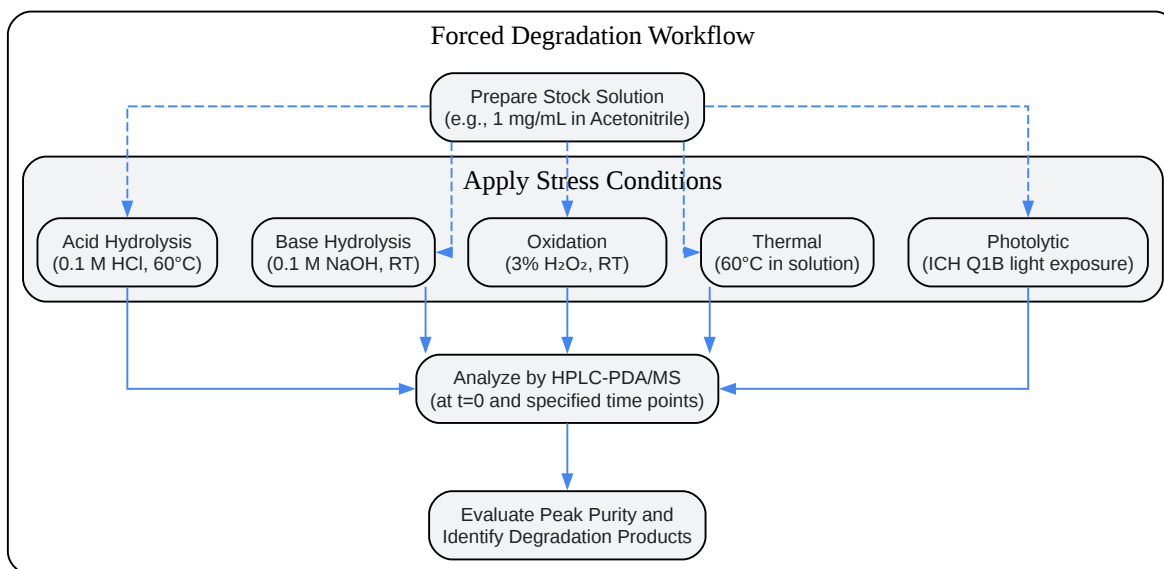 Forced Degradation Workflow
Prepare Stock Solution
(e.g., 1 mg/mL in Acetonitrile)
Apply Stress Conditions
Acid Hydrolysis
(0.1 M HCl, 60°C)
Base Hydrolysis
(0.1 M NaOH, RT)
Oxidation
(3% H₂O₂, RT)
Thermal
(60°C in solution)
Photolytic
(ICH Q1B light exposure)
Analyze by HPLC-PDA/MS
(at t=0 and specified time points)
Evaluate Peak Purity and
Identify Degradation Products